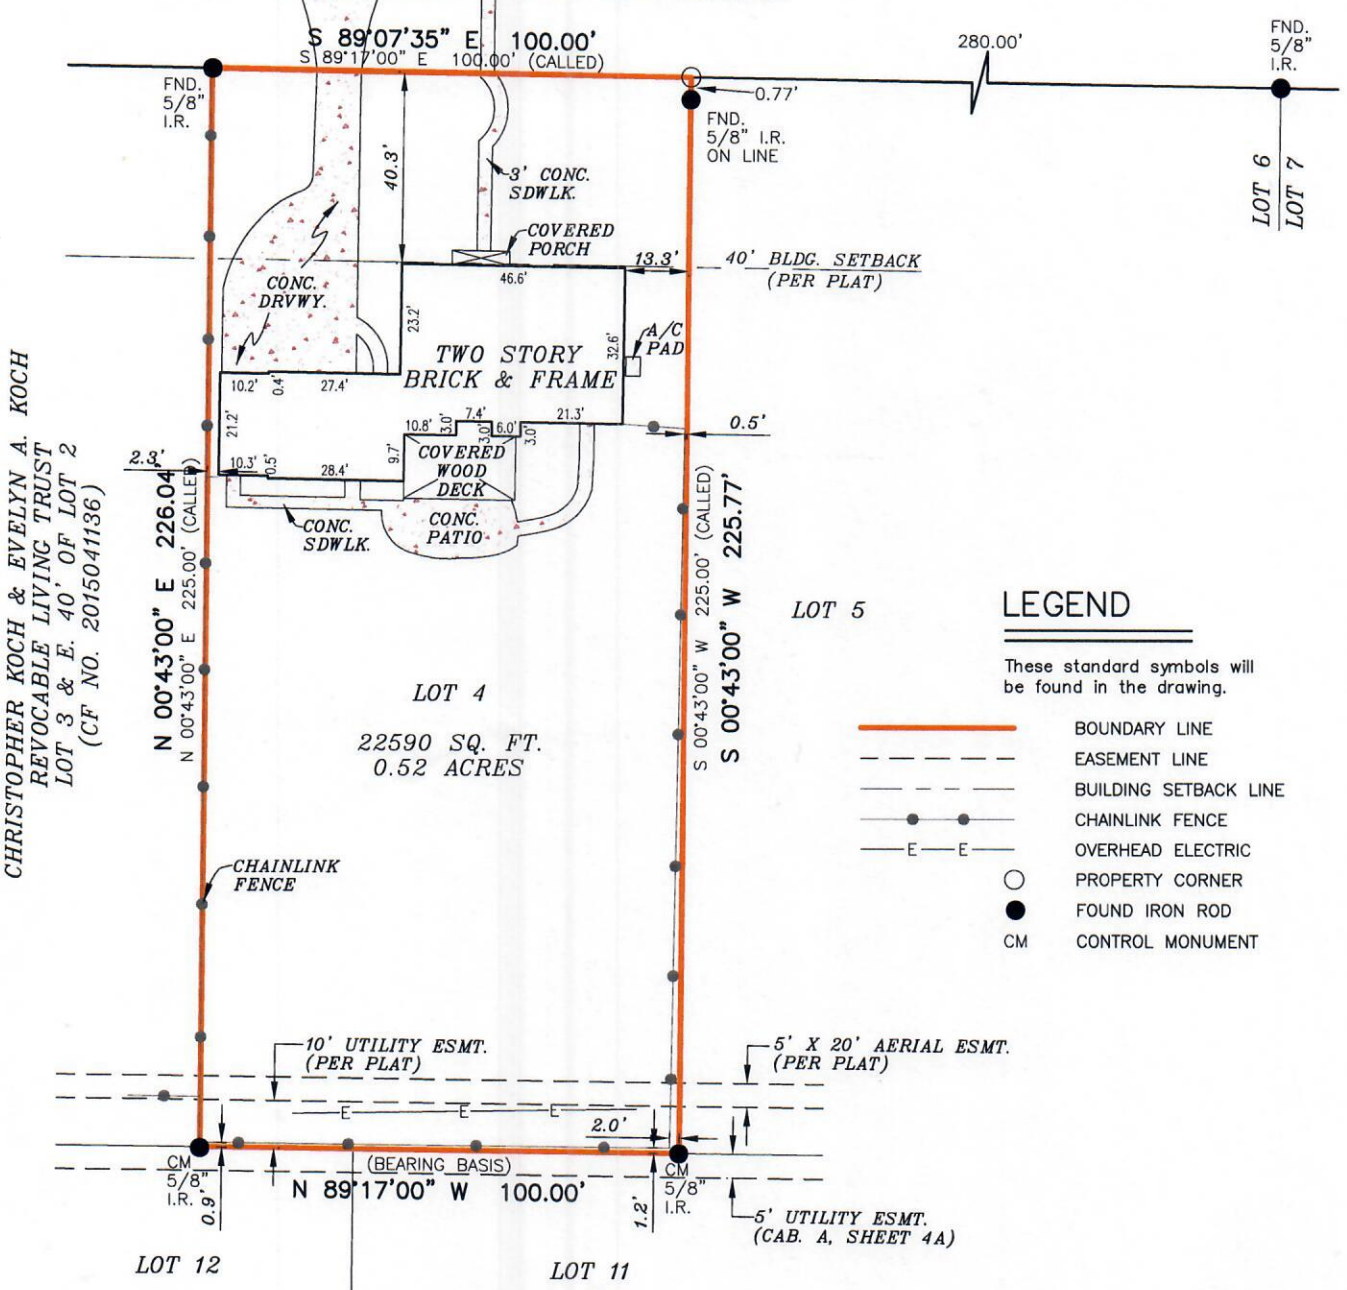 S 89°07'35" E 100.00'
S 89°17'00" E 100.00' (CALLED)
280.00'
FND.
5/8"
I.R.
FND.
5/8"
I.R.
0.77'
FND.
5/8" I.R.
ON LINE
LOT 6
LOT 7
40.3'
3' CONC.
SDWLK.
COVERED
PORCH
13.3'
40' BLDG. SETBACK
(PER PLAT)
46.6'
CONC.
DRVWY.
23.2'
TWO STORY
BRICK & FRAME
32.6'
A/C
PAD
10.2'
0.4'
27.4'
21.2'
10.8'
3.0'
7.4'
3.0'
6.0'
3.0'
21.3'
0.5'
2.3'
10.3'
0.5'
28.4'
9.7'
COVERED
WOOD
DECK
CONC.
SDWLK.
CONC.
PATIO
CHRISTOPHER KOCH & EVELYN A. KOCH
REVOCABLE LIVING TRUST
LOT 3 & E. 40' OF LOT 2
(CF NO. 2015041136)
N 00°43'00" E 226.04'
N 00°43'00" E 225.00' (CALLED)
S 00°43'00" W 225.00' (CALLED)
S 00°43'00" W 225.77'
LOT 5
LOT 4
22590 SQ. FT.
0.52 ACRES
LEGEND
These standard symbols will
be found in the drawing.
BOUNDARY LINE
EASEMENT LINE
BUILDING SETBACK LINE
CHAINLINK FENCE
E E OVERHEAD ELECTRIC
PROPERTY CORNER
FOUND IRON ROD
CM CONTROL MONUMENT
CHAINLINK
FENCE
10' UTILITY ESMT.
(PER PLAT)
5' X 20' AERIAL ESMT.
(PER PLAT)
E E E
2.0'
CM
5/8"
I.R.
0.9'
(BEARING BASIS)
N 89°17'00" W 100.00'
1.2'
CM
5/8"
I.R.
5' UTILITY ESMT.
(CAB. A, SHEET 4A)
LOT 12
LOT 11